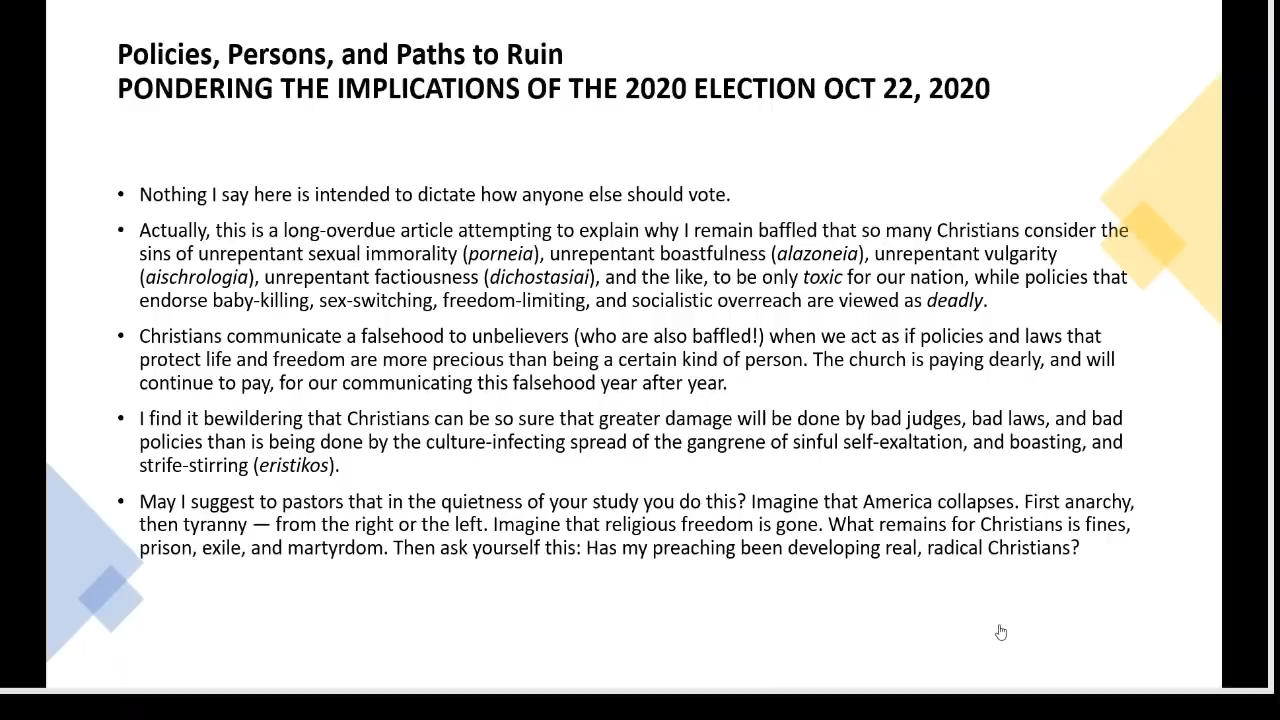 Policies, Persons, and Paths to Ruin
PONDERING THE IMPLICATIONS OF THE 2020 ELECTION OCT 22, 2020
• Nothing I say here is intended to dictate how anyone else should vote.
• Actually, this is a long-overdue article attempting to explain why I remain baffled that so many Christians consider the
sins of unrepentant sexual immorality (porneia), unrepentant boastfulness (alazoneia), unrepentant vulgarity
(aischrologia), unrepentant factiousness (dichostasiai), and the like, to be only toxic for our nation, while policies that
endorse baby-killing, sex-switching, freedom-limiting, and socialistic overreach are viewed as deadly.
• Christians communicate a falsehood to unbelievers (who are also baffled!) when we act as if policies and laws that
protect life and freedom are more precious than being a certain kind of person. The church is paying dearly, and will
continue to pay, for our communicating this falsehood year after year.
• I find it bewildering that Christians can be so sure that greater damage will be done by bad judges, bad laws, and bad
policies than is being done by the culture-infecting spread of the gangrene of sinful self-exaltation, and boasting, and
strife-stirring (eristikos).
• May I suggest to pastors that in the quietness of your study you do this? Imagine that America collapses. First anarchy,
then tyranny — from the right or the left. Imagine that religious freedom is gone. What remains for Christians is fines,
prison, exile, and martyrdom. Then ask yourself this: Has my preaching been developing real, radical Christians?